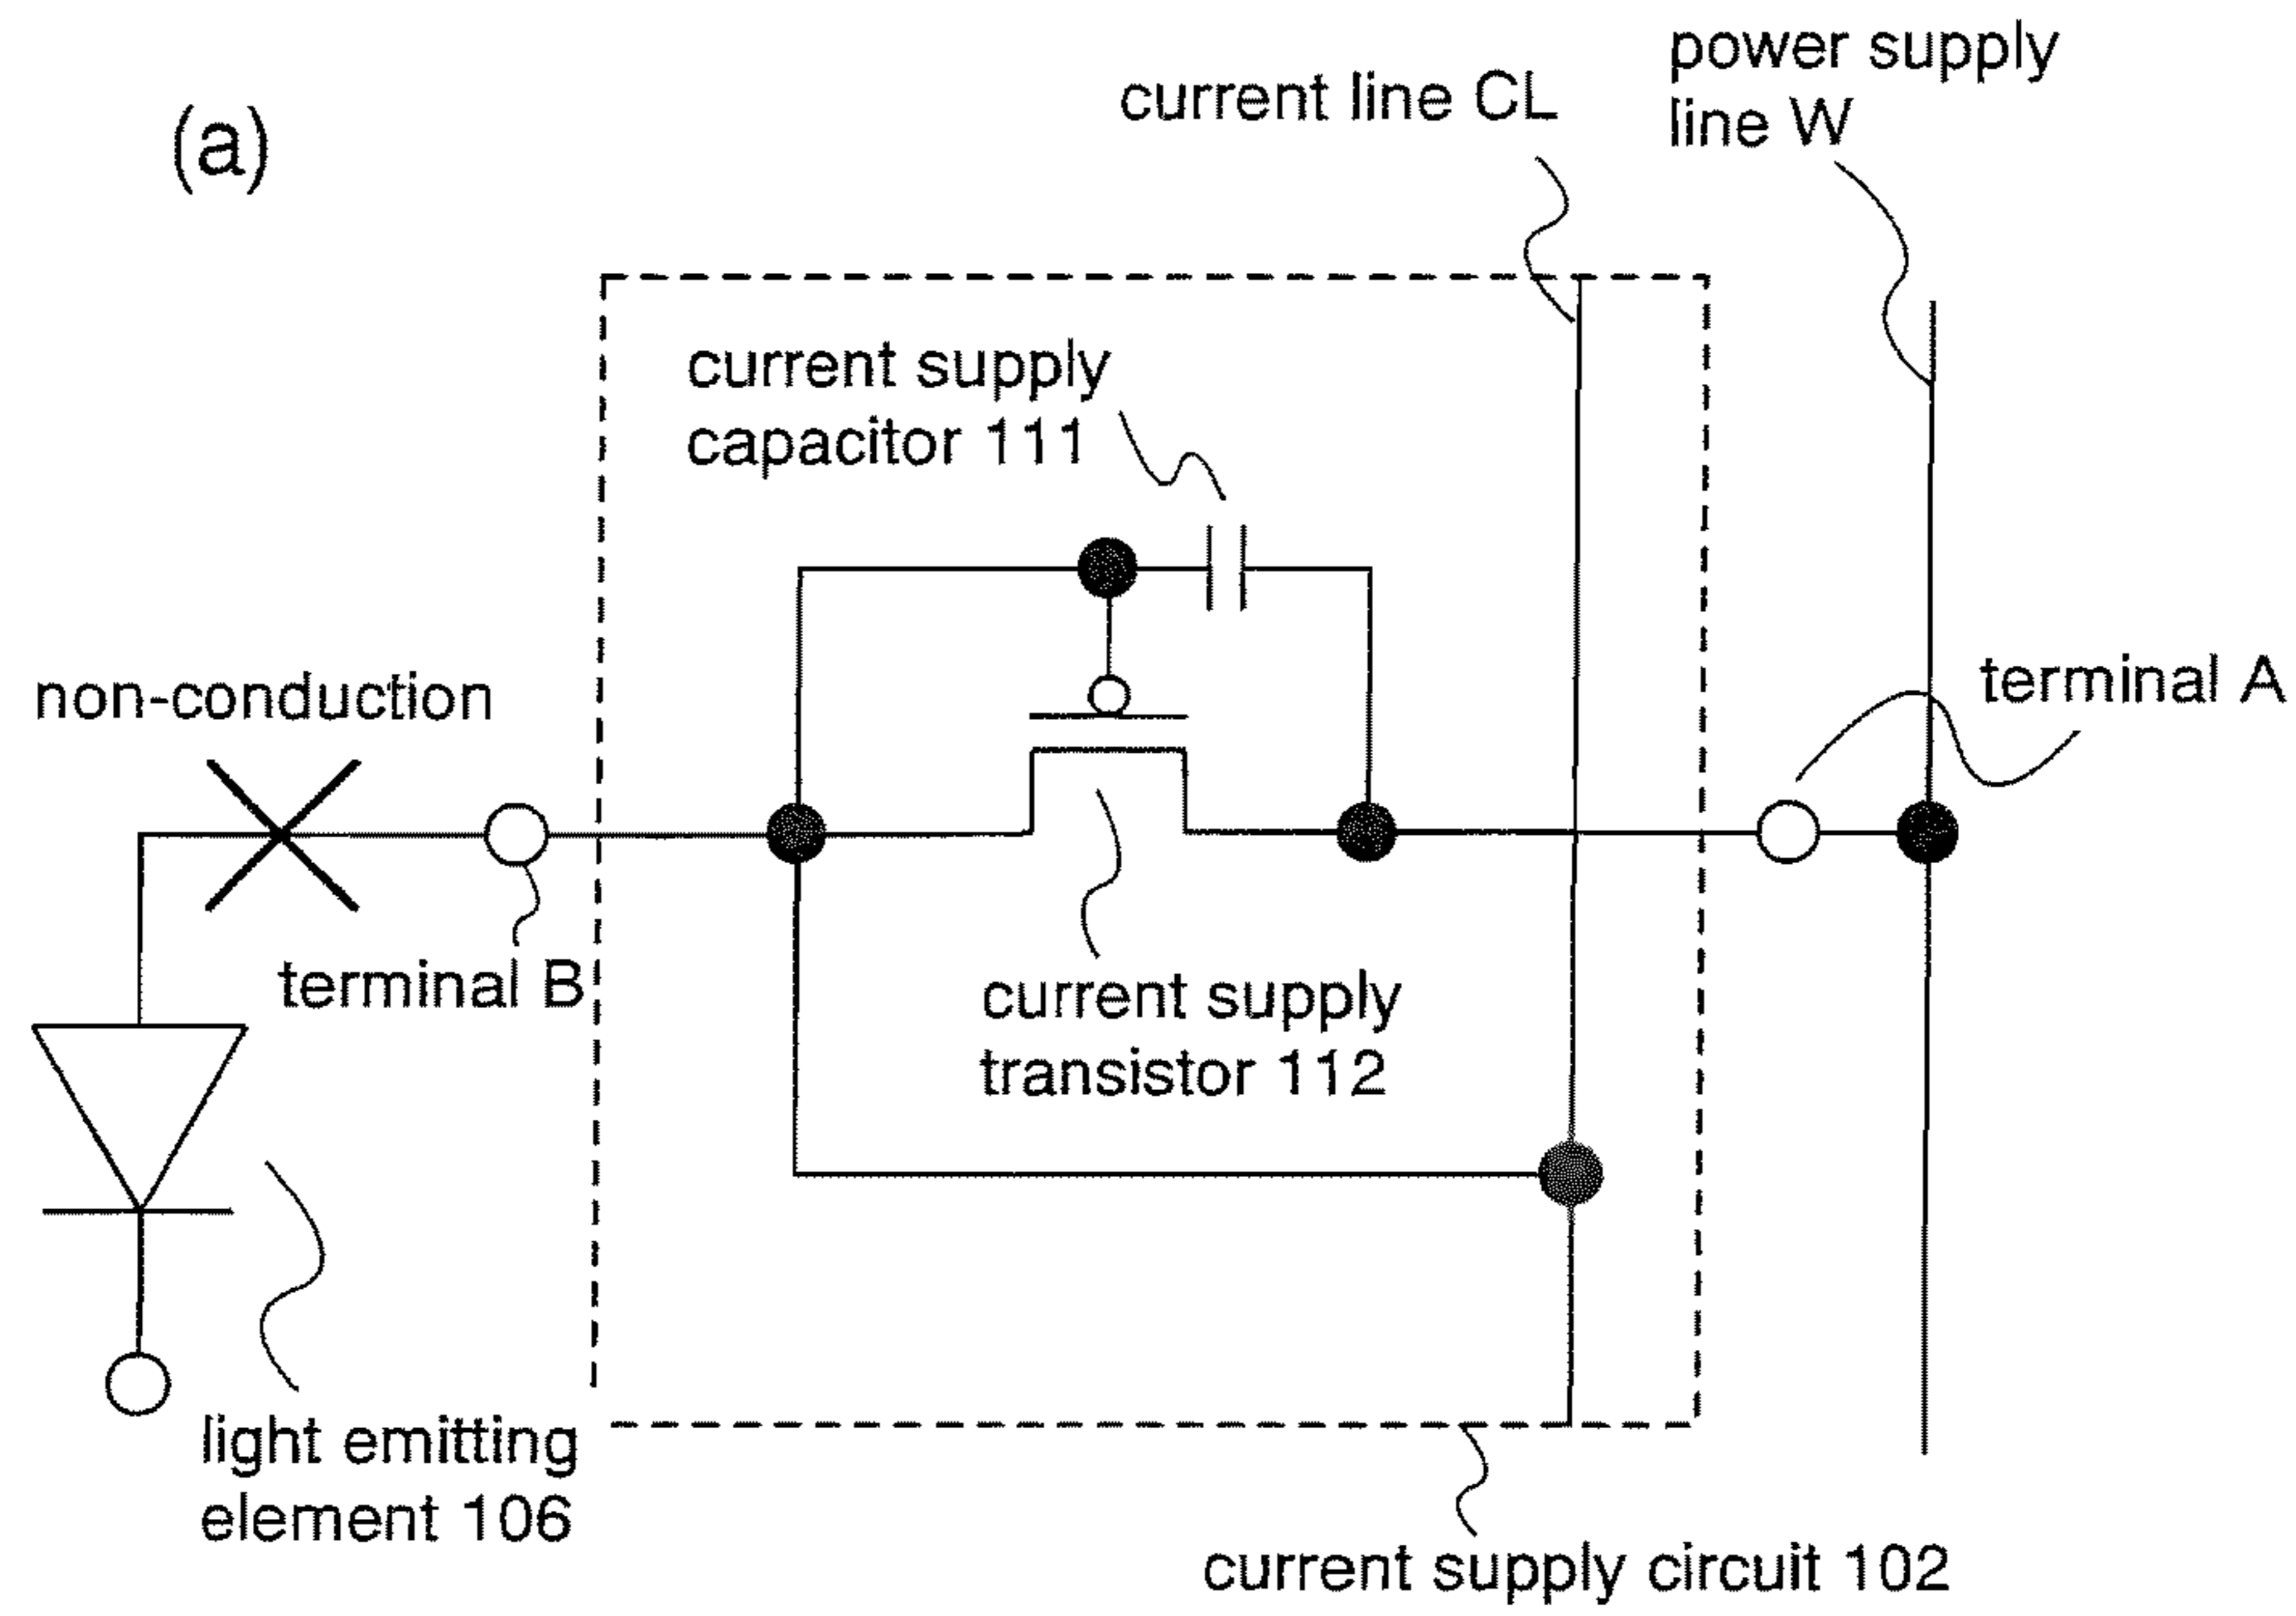 (a)
current line CL
power supply
line W
current supply
capacitor 111
non-conduction
terminal A
terminal B
current supply
transistor 112
light emitting
element 106
current supply circuit 102